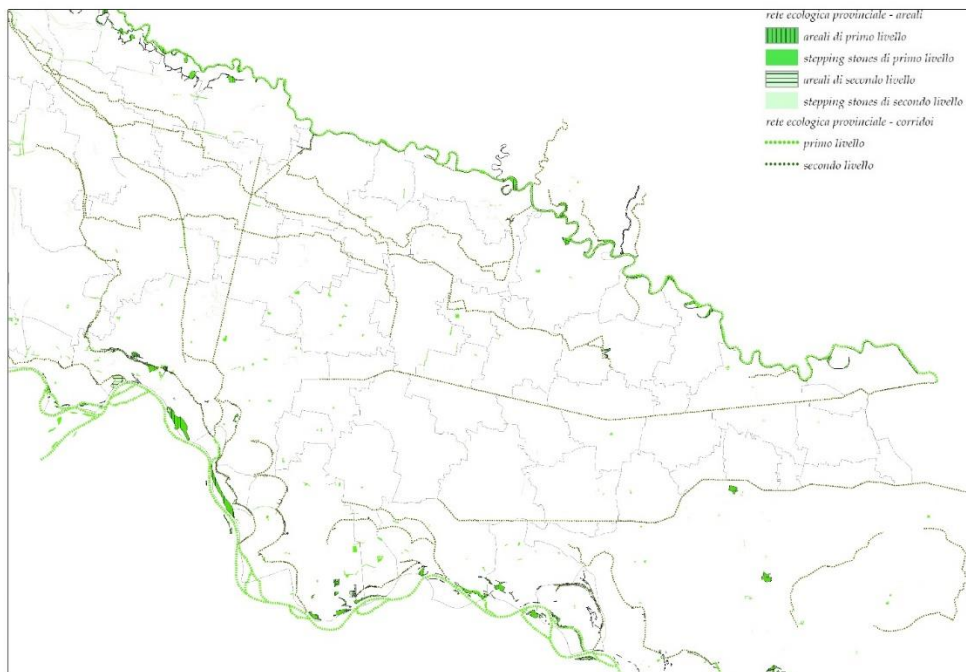 rete ecologica provinciale - areali
areali di primo livello
stepping stones di primo livello
areali di secondo livello
stepping stones di secondo livello
rete ecologica provinciale - corridoi
primo livello
secondo livello